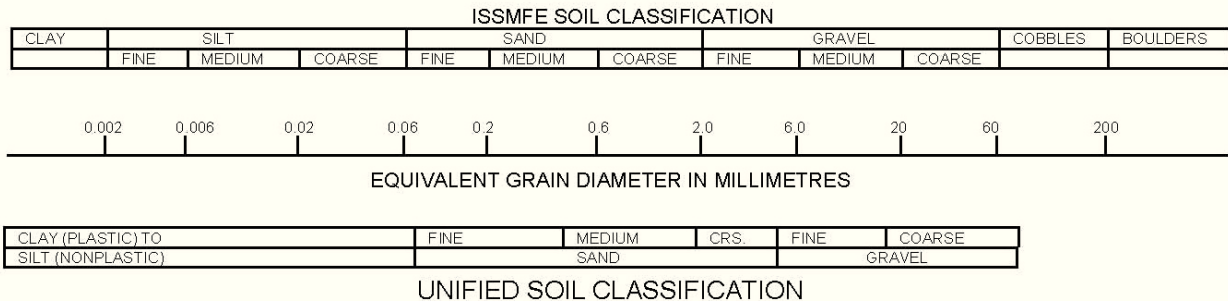 ISSMFE SOIL CLASSIFICATION
CLAY SILT SAND GRAVEL COBBLES BOULDERS
FINE MEDIUM COARSE FINE MEDIUM COARSE FINE MEDIUM COARSE
0.002 0.006 0.02 0.06 0.2 0.6 2.0 6.0 20 60 200
EQUIVALENT GRAIN DIAMETER IN MILLIMETRES
CLAY (PLASTIC) TO FINE MEDIUM CRS. FINE COARSE
SILT (NONPLASTIC) SAND GRAVEL
UNIFIED SOIL CLASSIFICATION